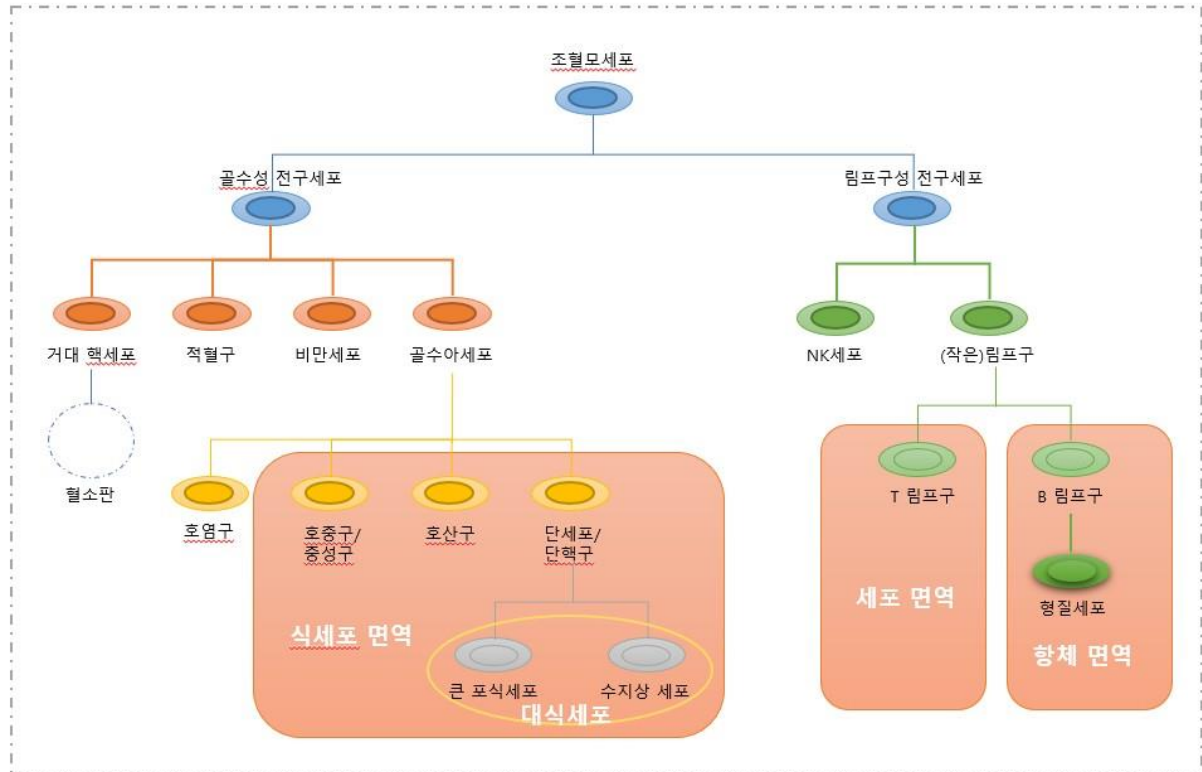 조혈모세포
골수성 전구세포
림프구성 전구세포
거대 핵세포
적혈구
비만세포
골수아세포
NK세포
(작은)림프구
혈소판
호염구
호중구/
중성구
호산구
단세포/
단핵구
T 림프구
B 림프구
식세포 면역
세포 면역
형질세포
항체 면역
큰 포식세포
수지상 세포
대식세포